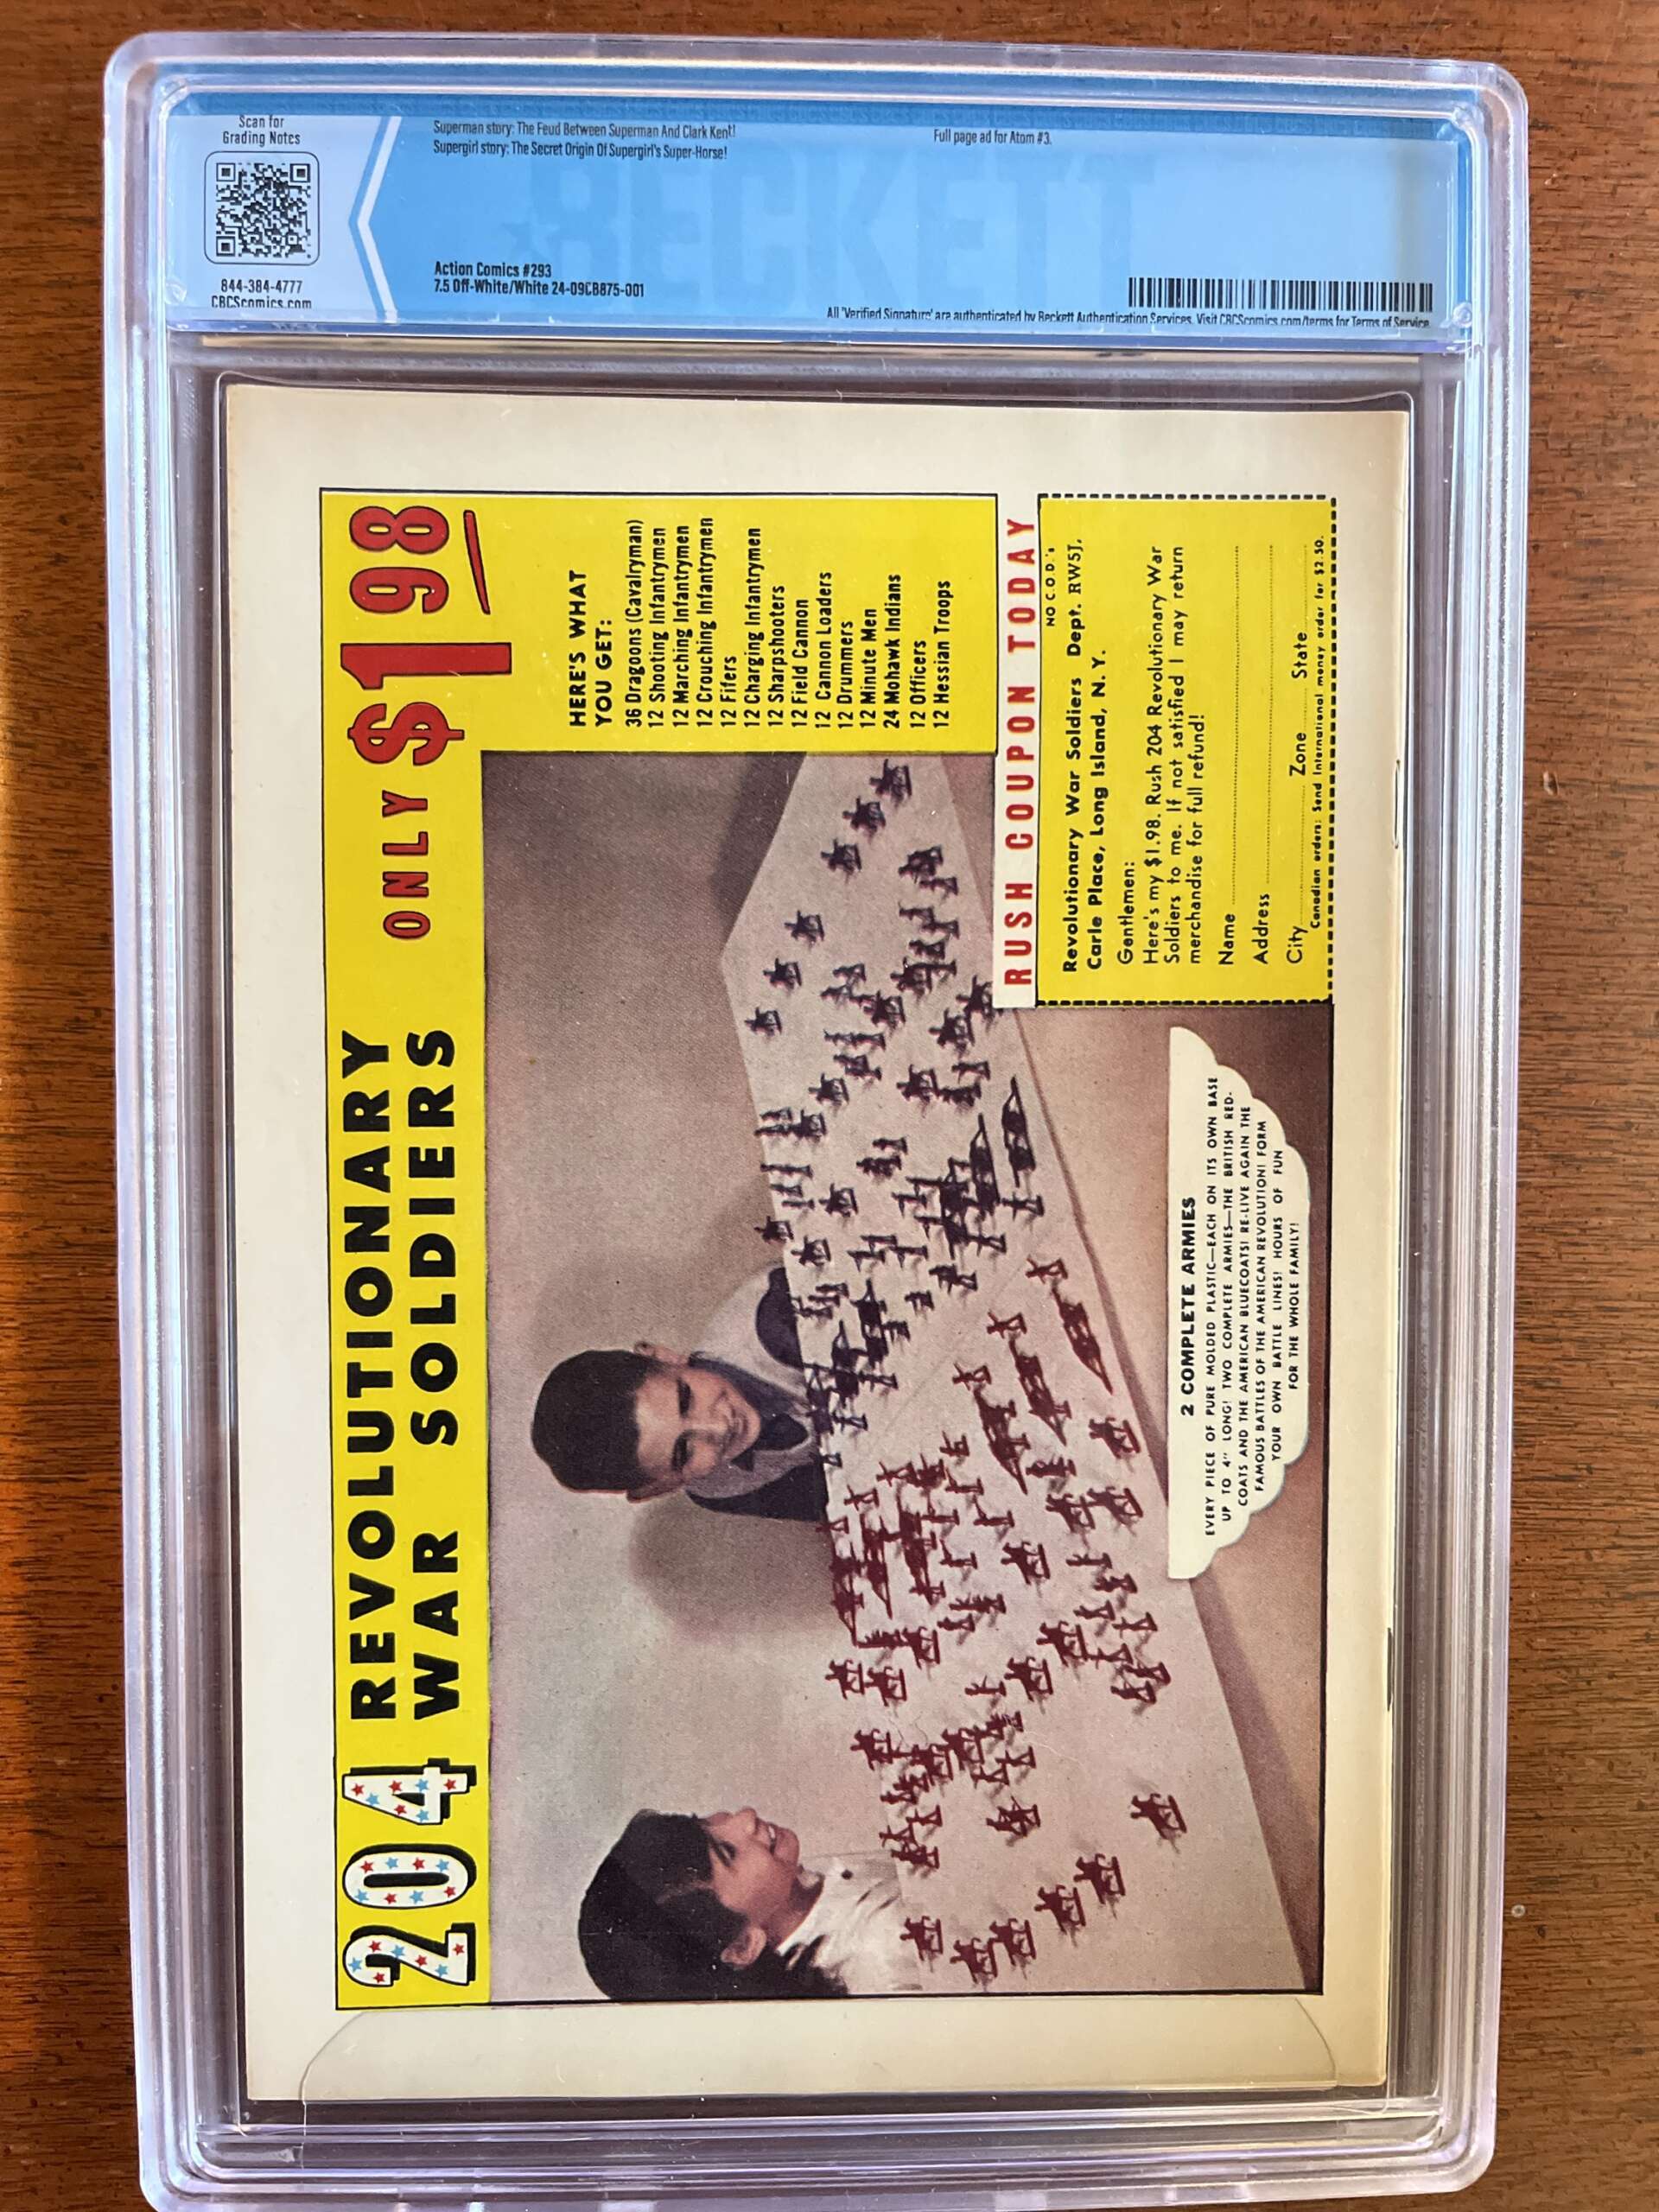 Scan for
Grading Notes
844-384-4777
CBCScomics.com
Superman story: The Feud Between Superman And Clark Kent!
Supergirl story: The Secret Origin Of Supergirl's Super-Horse!
Full page ad for Atom #3.
BECKETT
Action Comics #293
7.5 Off-White/White 24-09CB875-001
All 'Verified Signature' are authenticated by Beckett Authentication Services. Visit CBCScomics.com/terms for Terms of Service.
204 REVOLUTIONARY
WAR SOLDIERS
ONLY $1 98
HERE'S WHAT
YOU GET:
36 Dragoons (Cavalryman)
12 Shooting Infantrymen
12 Marching Infantrymen
12 Crouching Infantrymen
12 Fifers
12 Charging Infantrymen
12 Sharpshooters
12 Field Cannon
12 Cannon Loaders
12 Drummers
12 Minute Men
24 Mohawk Indians
12 Officers
12 Hessian Troops
2 COMPLETE ARMIES
EVERY PIECE OF PURE MOLDED PLASTIC—EACH ON ITS OWN BASE
UP TO 4" LONG! TWO COMPLETE ARMIES—THE BRITISH RED-
COATS AND THE AMERICAN BLUECOATS! RE-LIVE AGAIN THE
FAMOUS BATTLES OF THE AMERICAN REVOLUTION! FORM
YOUR OWN BATTLE LINES! HOURS OF FUN
FOR THE WHOLE FAMILY!
RUSH COUPON TODAY
NO C.O.D.'s
Revolutionary War Soldiers Dept. RW5J,
Carle Place, Long Island, N. Y.
Gentlemen:
Here's my $1.98. Rush 204 Revolutionary War
Soldiers to me. If not satisfied I may return
merchandise for full refund!
Name
Address
City Zone State
Canadian orders: Send International money order for $2.50.